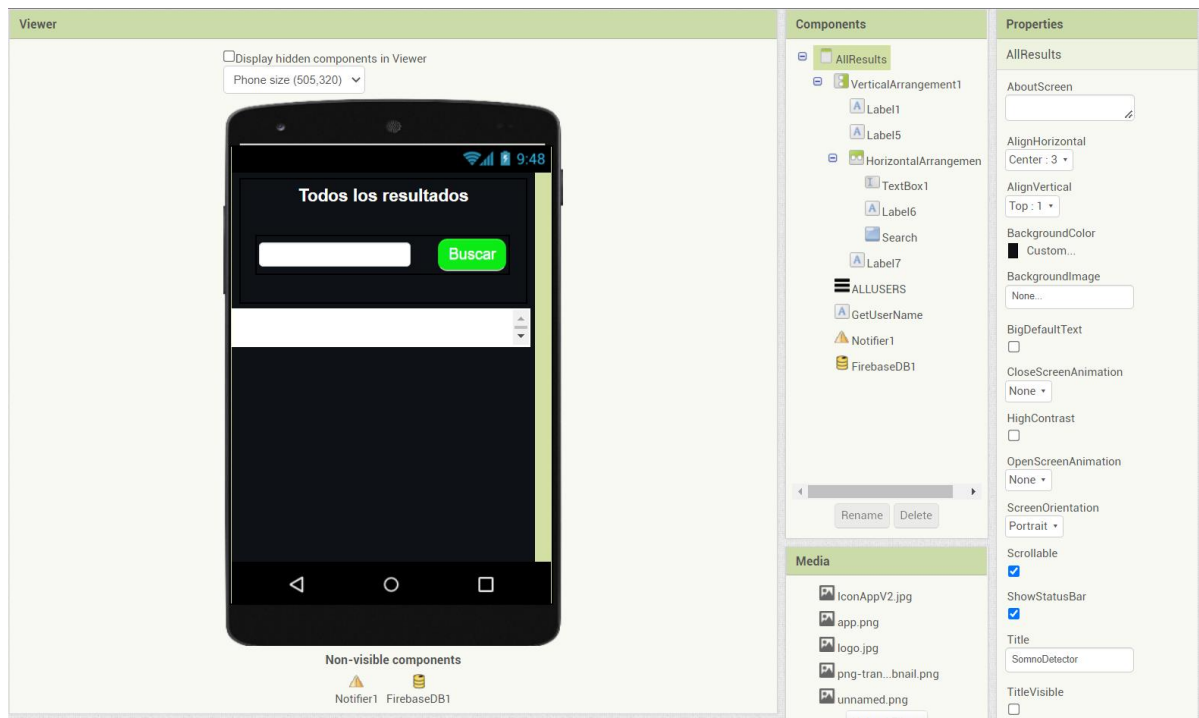 Viewer
Display hidden components in Viewer
Phone size (505,320)
9:48
Todos los resultados
Buscar
Non-visible components
Notifier1 FirebaseDB1
Components
AllResults
VerticalArrangement1
Label1
Label5
HorizontalArrangemen
TextBox1
Label6
Search
Label7
ALLUSERS
GetUserName
Notifier1
FirebaseDB1
Rename Delete
Media
IconAppV2.jpg
app.png
logo.jpg
png-tran...bnail.png
unnamed.png
Properties
AllResults
AboutScreen
AlignHorizontal
Center : 3
AlignVertical
Top : 1
BackgroundColor
Custom...
BackgroundImage
None...
BigDefaultText
CloseScreenAnimation
None
HighContrast
OpenScreenAnimation
None
ScreenOrientation
Portrait
Scrollable
ShowStatusBar
Title
SomnoDetector
TitleVisible